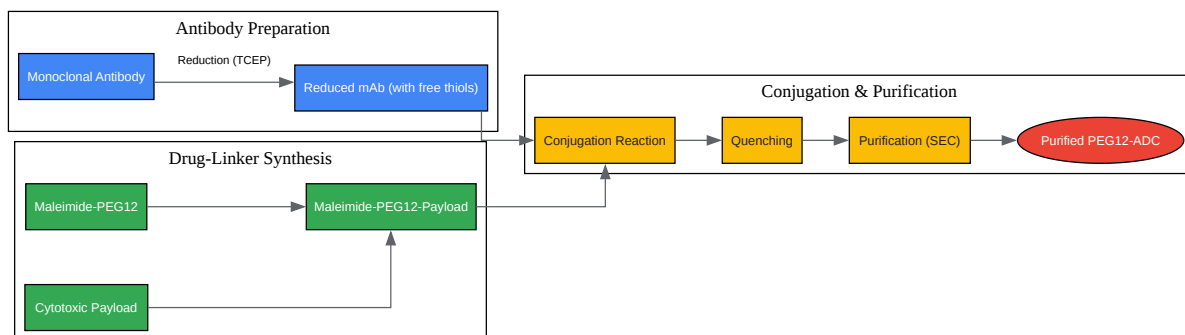 Antibody Preparation
Monoclonal Antibody
Reduction (TCEP)
Reduced mAb (with free thiols)
Drug-Linker Synthesis
Maleimide-PEG12
Maleimide-PEG12-Payload
Cytotoxic Payload
Conjugation & Purification
Conjugation Reaction
Quenching
Purification (SEC)
Purified PEG12-ADC